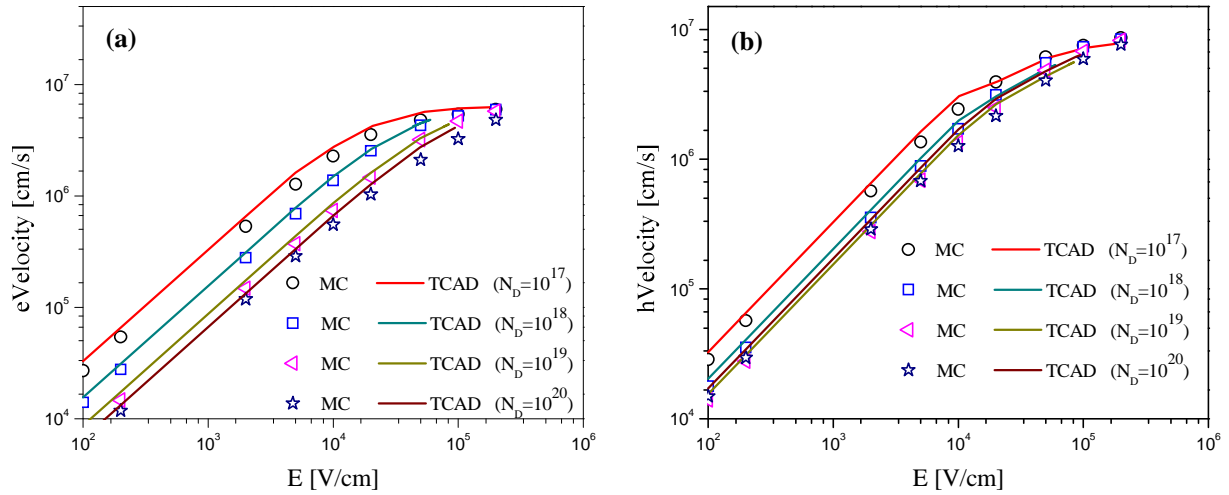 (a)
eVelocity [cm/s]
10^7
10^6
10^5
10^4
MC TCAD (N_D=10^17)
MC TCAD (N_D=10^18)
MC TCAD (N_D=10^19)
MC TCAD (N_D=10^20)
10^2 10^3 10^4 10^5 10^6
E [V/cm]
(b)
hVelocity [cm/s]
10^7
10^6
10^5
10^4
MC TCAD (N_D=10^17)
MC TCAD (N_D=10^18)
MC TCAD (N_D=10^19)
MC TCAD (N_D=10^20)
10^2 10^3 10^4 10^5 10^6
E [V/cm]